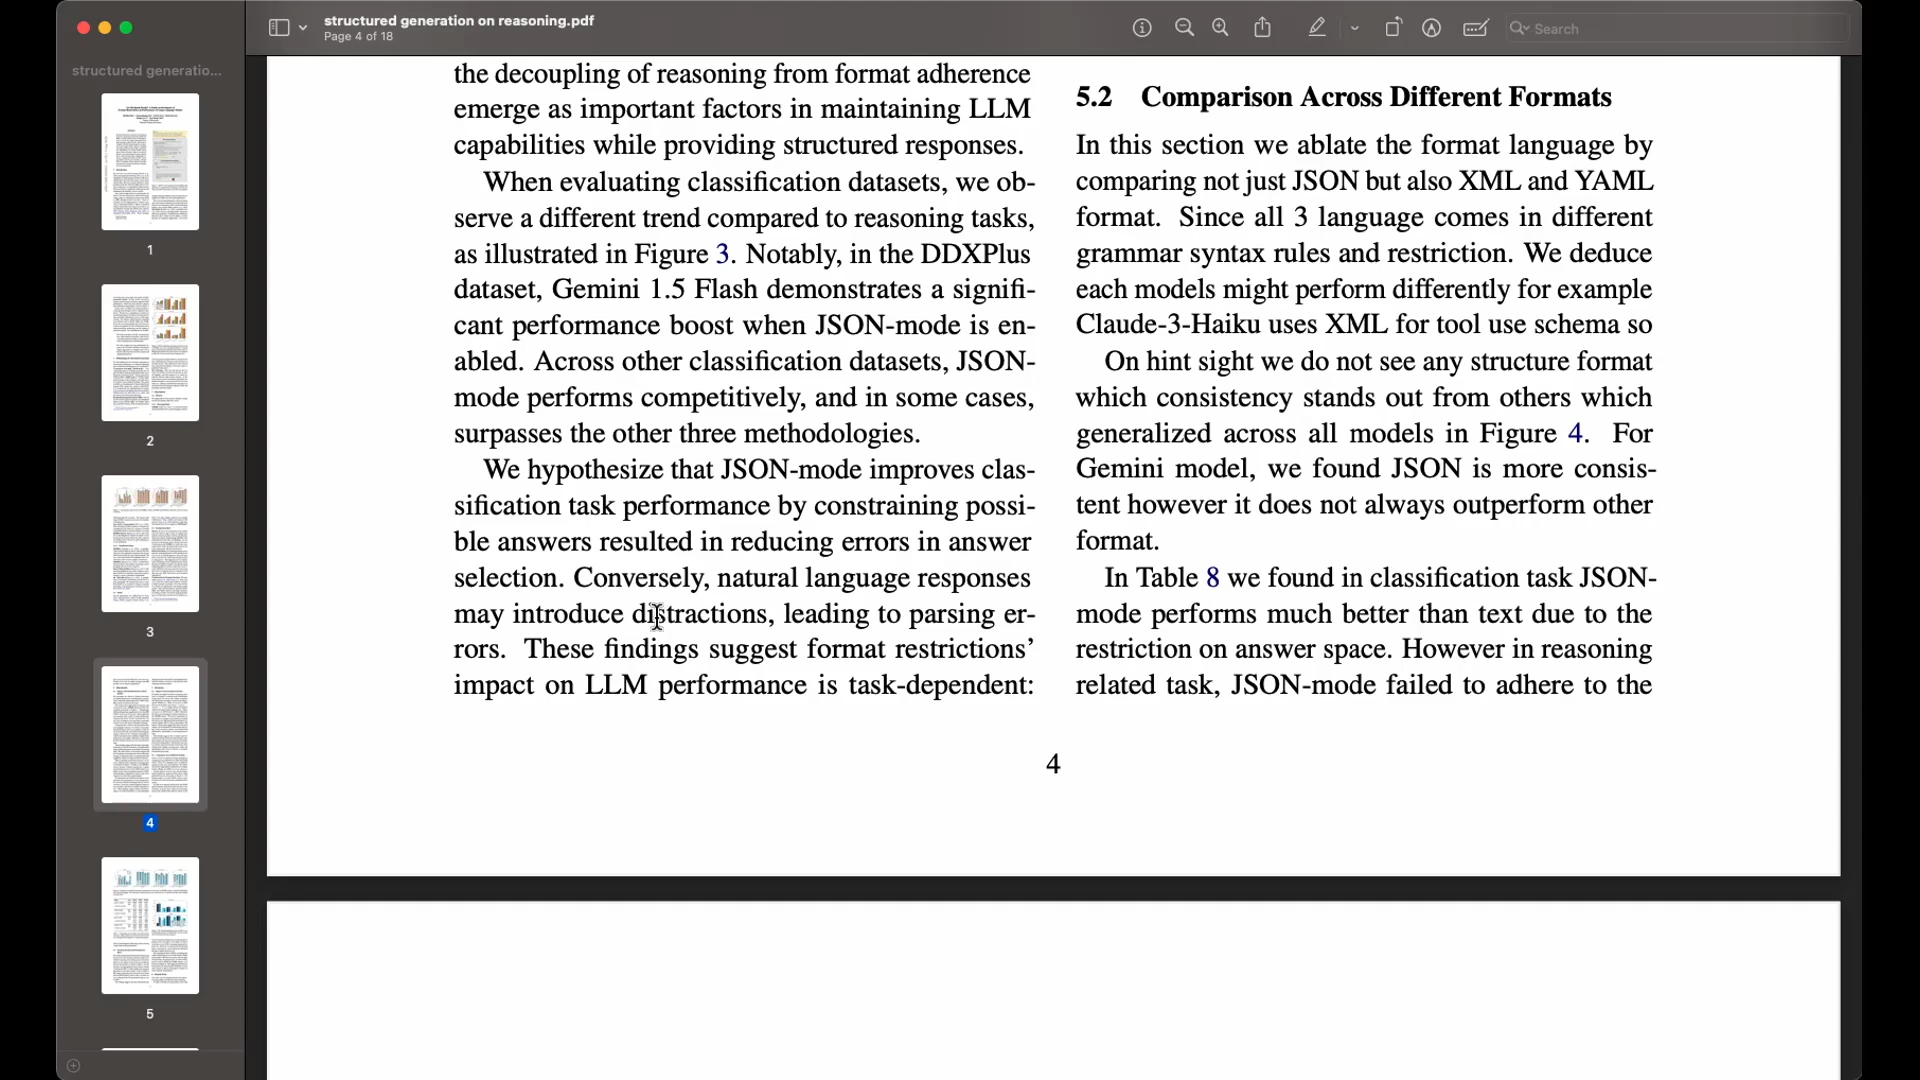 structured generation on reasoning.pdf
Page 4 of 18
Search
structured generatio...
1
2
3
4
5
the decoupling of reasoning from format adherence
emerge as important factors in maintaining LLM
capabilities while providing structured responses.
When evaluating classification datasets, we ob-
serve a different trend compared to reasoning tasks,
as illustrated in Figure 3. Notably, in the DDXPlus
dataset, Gemini 1.5 Flash demonstrates a signifi-
cant performance boost when JSON-mode is en-
abled. Across other classification datasets, JSON-
mode performs competitively, and in some cases,
surpasses the other three methodologies.
We hypothesize that JSON-mode improves clas-
sification task performance by constraining possi-
ble answers resulted in reducing errors in answer
selection. Conversely, natural language responses
may introduce distractions, leading to parsing er-
rors. These findings suggest format restrictions’
impact on LLM performance is task-dependent:
5.2 Comparison Across Different Formats
In this section we ablate the format language by
comparing not just JSON but also XML and YAML
format. Since all 3 language comes in different
grammar syntax rules and restriction. We deduce
each models might perform differently for example
Claude-3-Haiku uses XML for tool use schema so
On hint sight we do not see any structure format
which consistency stands out from others which
generalized across all models in Figure 4. For
Gemini model, we found JSON is more consis-
tent however it does not always outperform other
format.
In Table 8 we found in classification task JSON-
mode performs much better than text due to the
restriction on answer space. However in reasoning
related task, JSON-mode failed to adhere to the
4